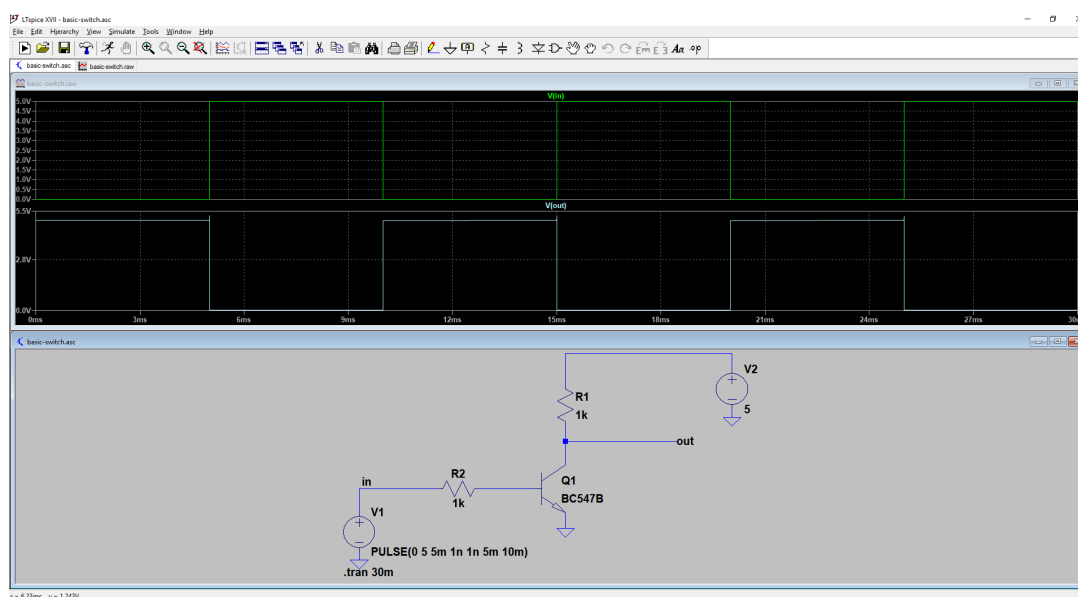 LTspice XVII - basic-switch.asc
File Edit Hierarchy View Simulate Tools Window Help
basic-switch.asc basic-switch.raw
basic-switch.raw
V(in)
5.0V
4.5V
4.0V
3.5V
3.0V
2.5V
2.0V
1.5V
1.0V
0.5V
0.0V
V(out)
5.5V
2.8V
0.0V
0ms 3ms 6ms 9ms 12ms 15ms 18ms 21ms 24ms 27ms
basic-switch.asc
V2
5
R1
1k
out
in
R2
1k
Q1
BC547B
V1
PULSE(0 5 5m 1n 1n 5m 10m)
.tran 30m